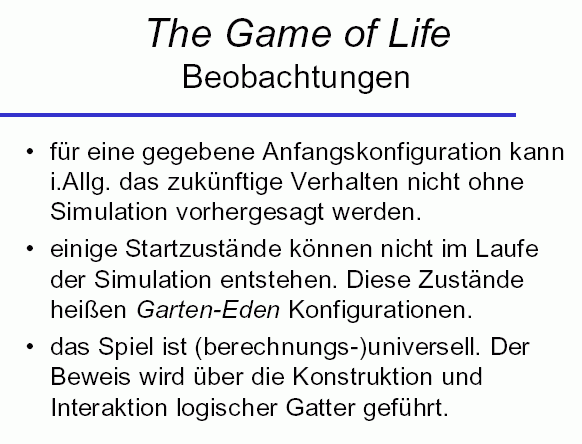 The Game of Life
Beobachtungen
• für eine gegebene Anfangskonfiguration kann
i.Allg. das zukünftige Verhalten nicht ohne
Simulation vorhergesagt werden.
• einige Startzustände können nicht im Laufe
der Simulation entstehen. Diese Zustände
heißen Garten-Eden Konfigurationen.
• das Spiel ist (berechnungs-)universell. Der
Beweis wird über die Konstruktion und
Interaktion logischer Gatter geführt.